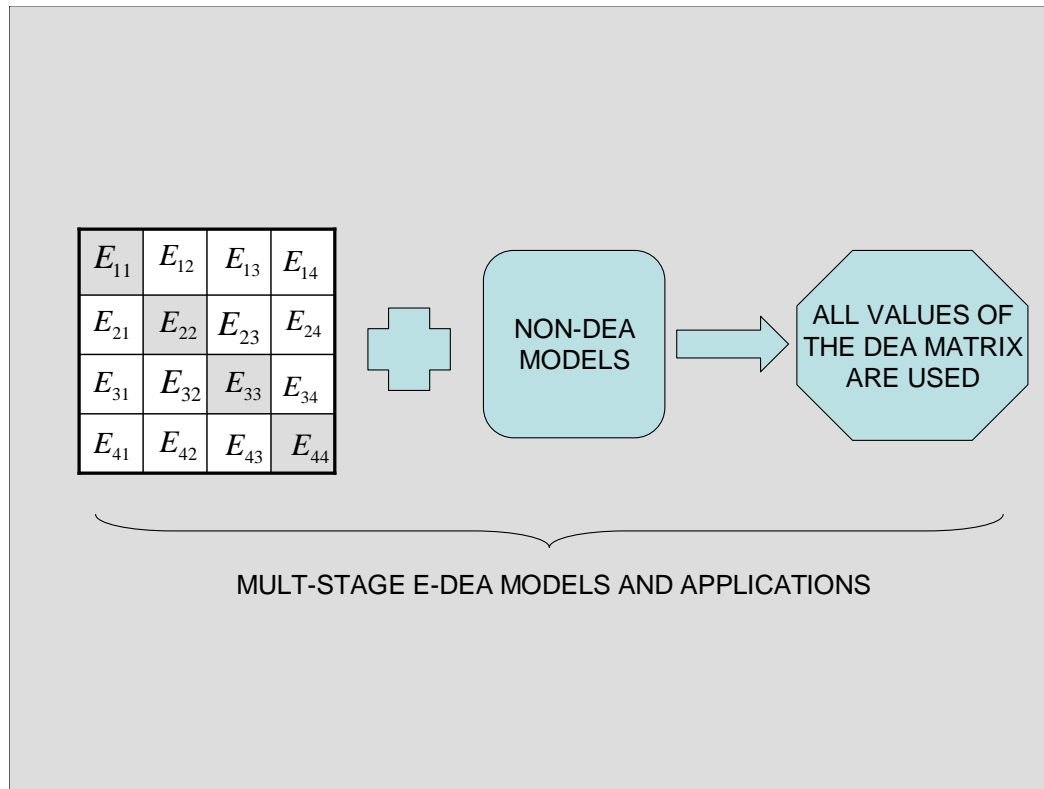 E11 E12 E13 E14
E21 E22 E23 E24
E31 E32 E33 E34
E41 E42 E43 E44
NON-DEA
MODELS
ALL VALUES OF
THE DEA MATRIX
ARE USED
MULT-STAGE E-DEA MODELS AND APPLICATIONS